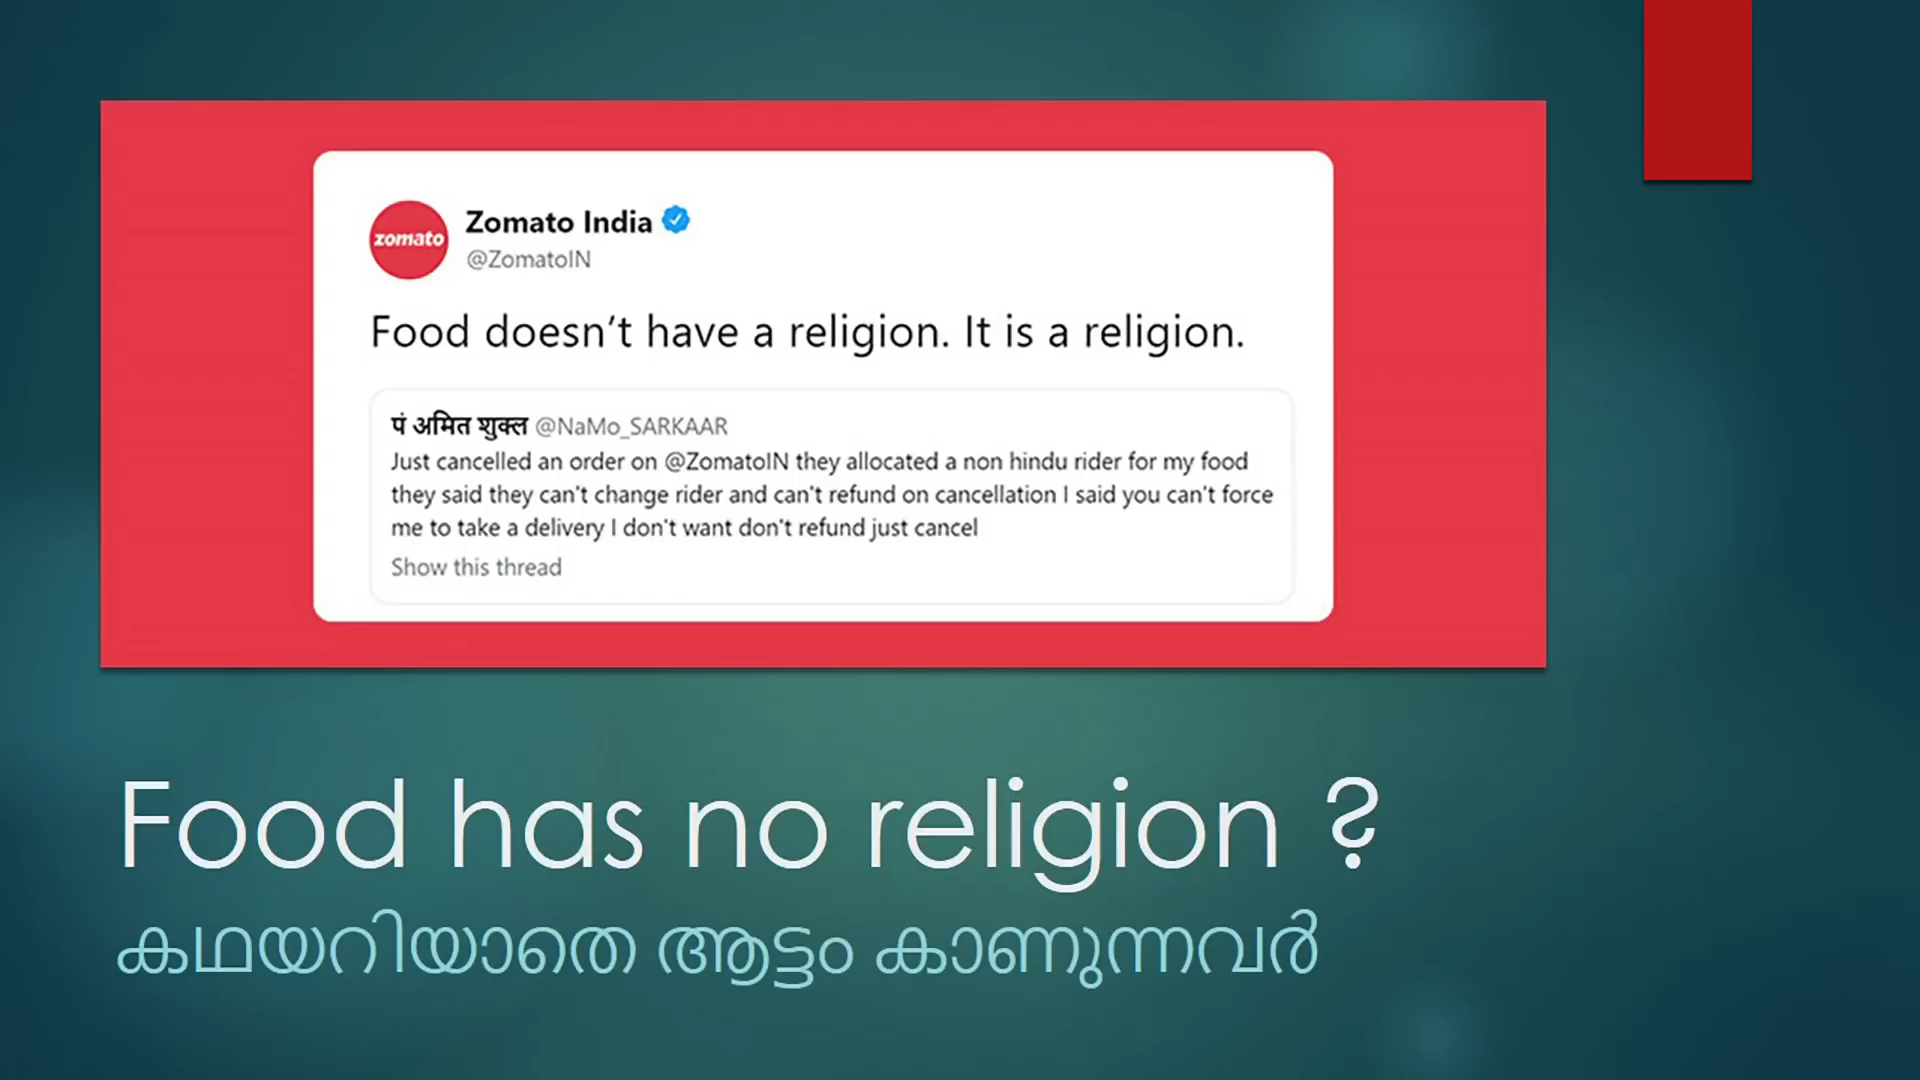 zomato
Zomato India
@ZomatoIN
Food doesn’t have a religion. It is a religion.
पं अमित शुक्ल @NaMo_SARKAAR
Just cancelled an order on @ZomatoIN they allocated a non hindu rider for my food
they said they can't change rider and can't refund on cancellation I said you can't force
me to take a delivery I don't want don't refund just cancel
Show this thread
Food has no religion ?
കഥയറിയാതെ ആട്ടം കാണുന്നവർ